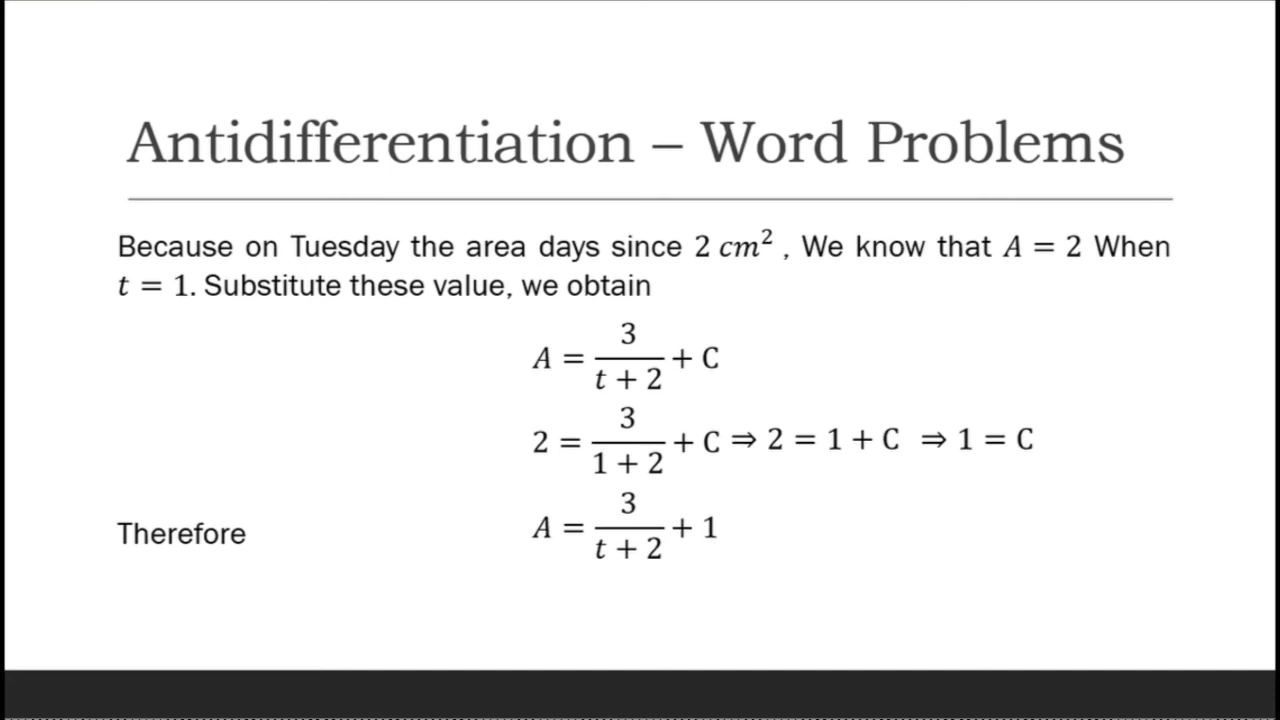 Antidifferentiation – Word Problems
Because on Tuesday the area days since 2 cm² , We know that A = 2 When
t = 1. Substitute these value, we obtain
A = 3/(t + 2) + C
2 = 3/(1 + 2) + C ⇒ 2 = 1 + C ⇒ 1 = C
Therefore A = 3/(t + 2) + 1